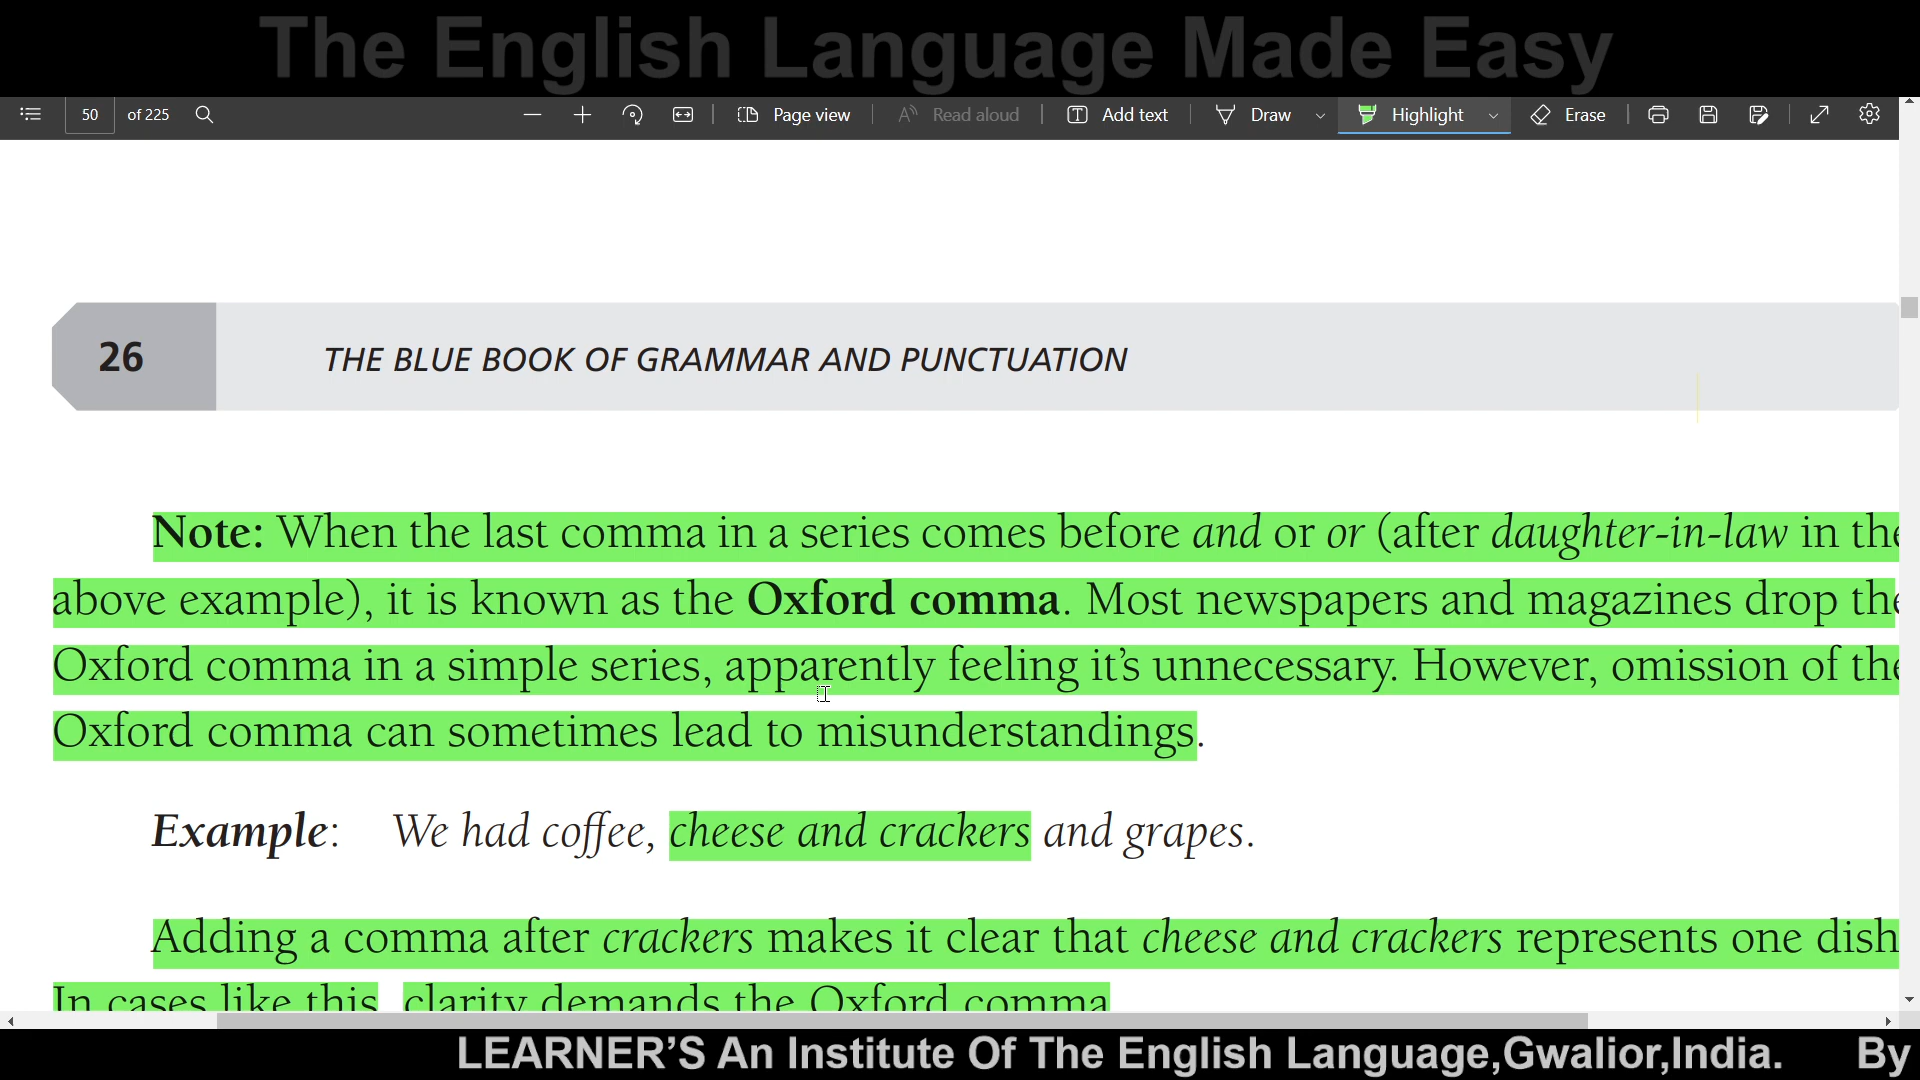 The English Language Made Easy
50 of 225 Page view Read aloud Add text Draw Highlight Erase
26 THE BLUE BOOK OF GRAMMAR AND PUNCTUATION
Note: When the last comma in a series comes before and or or (after daughter-in-law in the
above example), it is known as the Oxford comma. Most newspapers and magazines drop the
Oxford comma in a simple series, apparently feeling it’s unnecessary. However, omission of the
Oxford comma can sometimes lead to misunderstandings.
Example: We had coffee, cheese and crackers and grapes.
Adding a comma after crackers makes it clear that cheese and crackers represents one dish
In cases like this clarity demands the Oxford comma
LEARNER’S An Institute Of The English Language,Gwalior,India. By